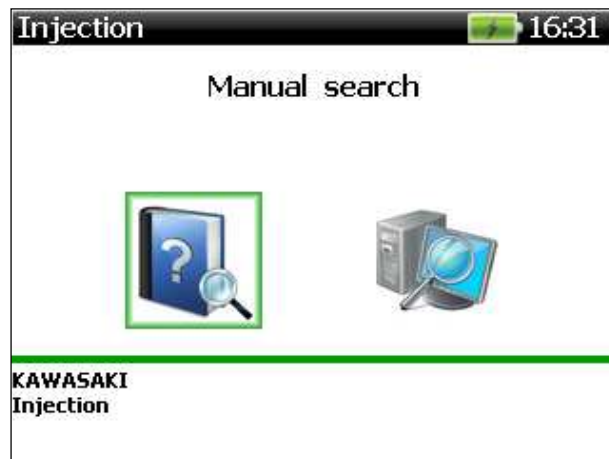 Injection 16:31
Manual search
?
KAWASAKI
Injection